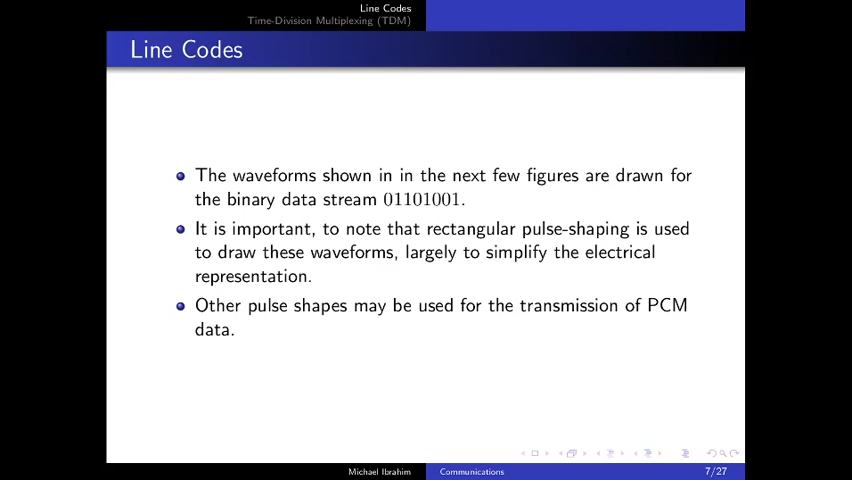 Line Codes
Time-Division Multiplexing (TDM)
Line Codes
The waveforms shown in in the next few figures are drawn for
the binary data stream 01101001.
It is important, to note that rectangular pulse-shaping is used
to draw these waveforms, largely to simplify the electrical
representation.
Other pulse shapes may be used for the transmission of PCM
data.
Michael Ibrahim
Communications
7/27